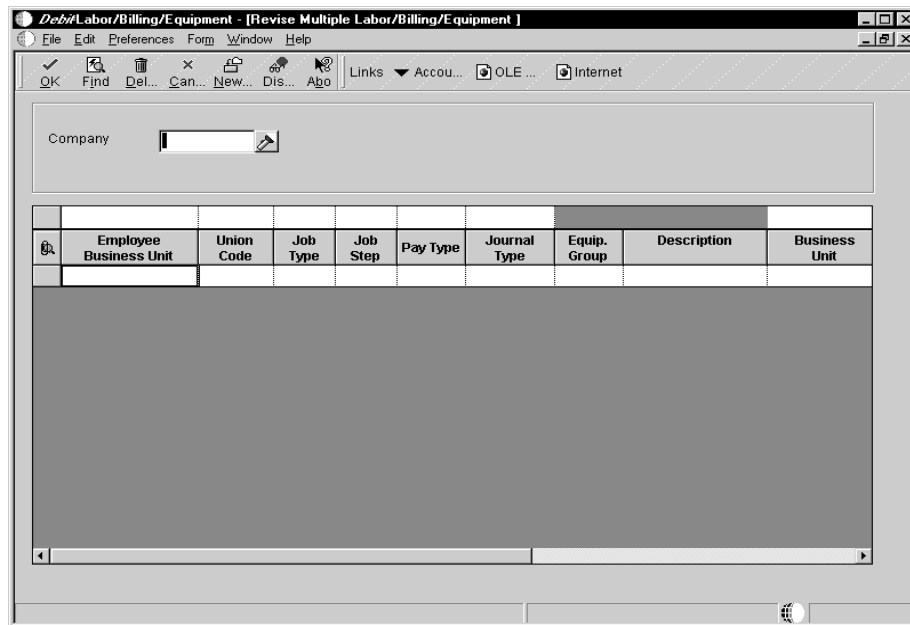 Debit/Labor/Billing/Equipment - [Revise Multiple Labor/Billing/Equipment ]
File Edit Preferences Form Window Help
OK Find Del... Can... New... Dis... Abo Links Accou... OLE ... Internet
Company
Employee Business Unit Union Code Job Type Job Step Pay Type Journal Type Equip. Group Description Business Unit